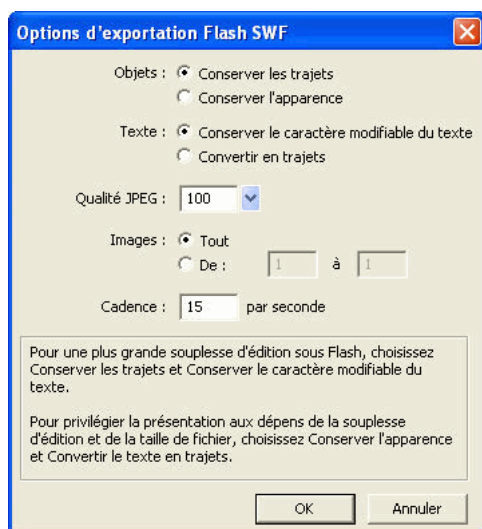 Options d'exportation Flash SWF
Objets : Conserver les trajets
Conserver l'apparence
Texte : Conserver le caractère modifiable du texte
Convertir en trajets
Qualité JPEG : 100
Images : Tout
De : 1 à 1
Cadence : 15 par seconde
Pour une plus grande souplesse d'édition sous Flash, choisissez
Conserver les trajets et Conserver le caractère modifiable du
texte.
Pour privilégier la présentation aux dépens de la souplesse
d'édition et de la taille de fichier, choisissez Conserver l'apparence
et Convertir le texte en trajets.
OK Annuler